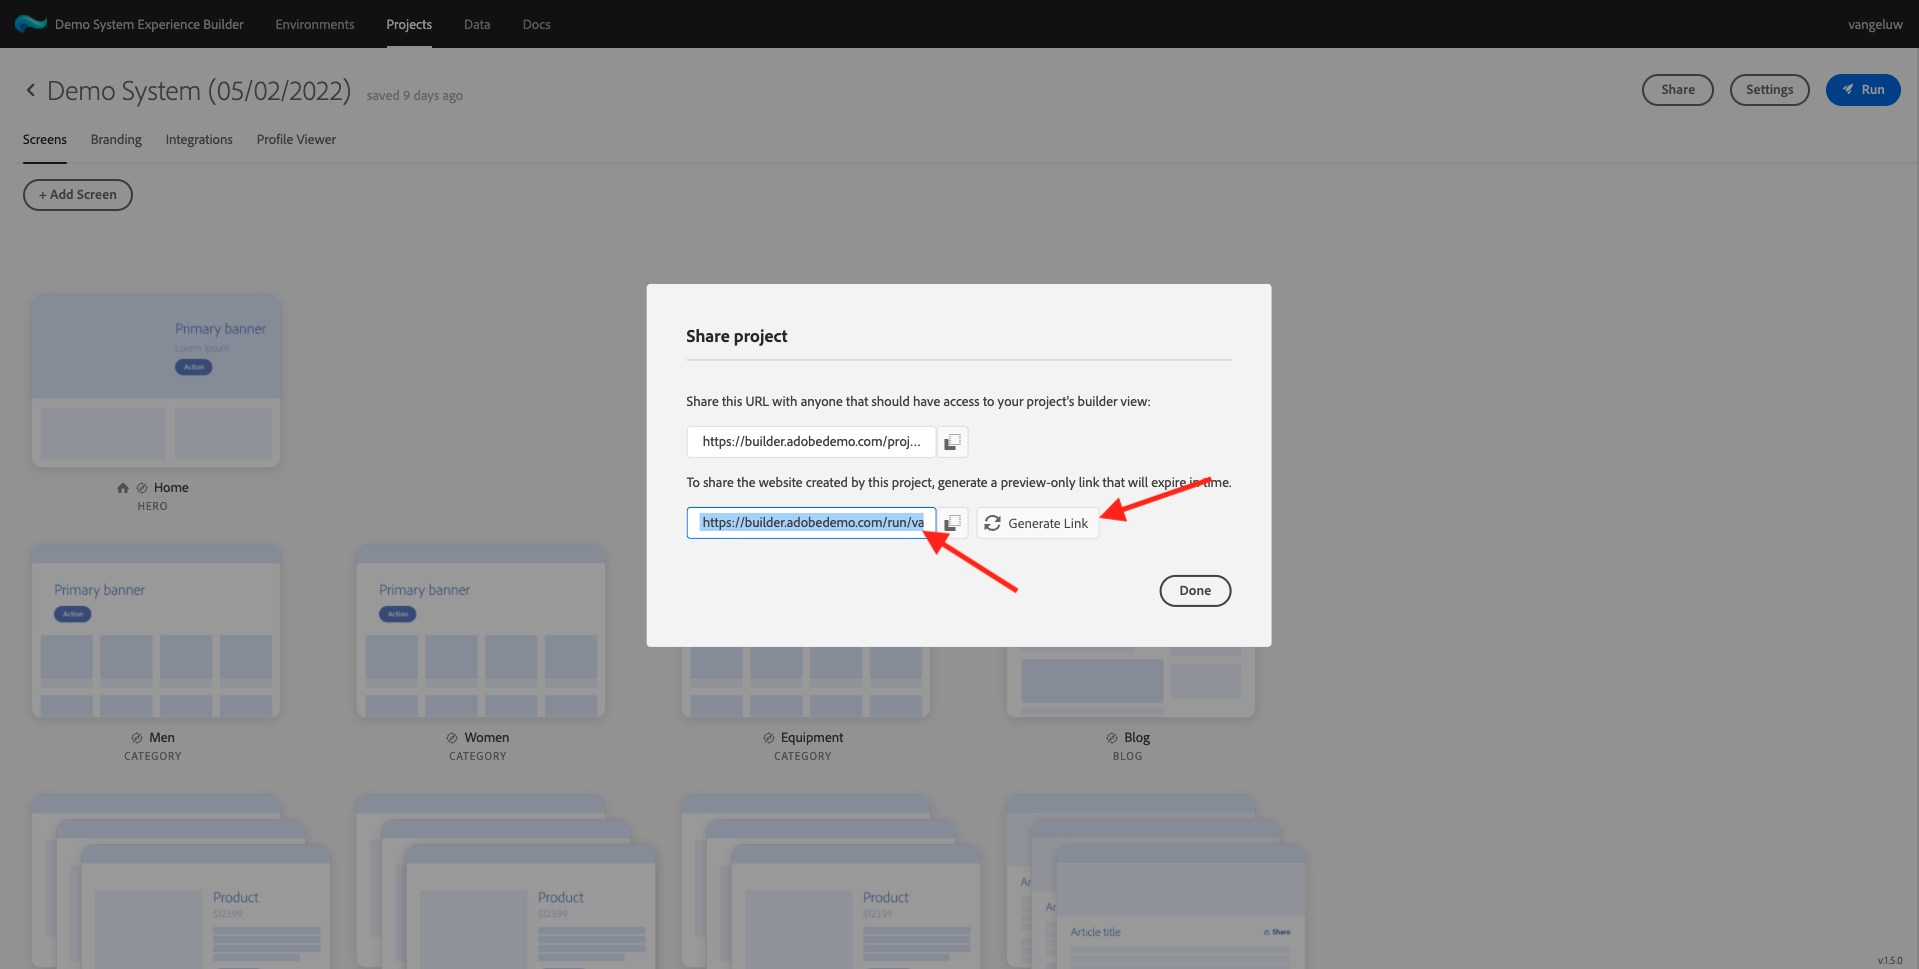 Demo System Experience Builder Environments Projects Data Docs vangeluw
Demo System (05/02/2022) saved 9 days ago Share Settings Run
Screens Branding Integrations Profile Viewer
+ Add Screen
Primary banner
Lorem ipsum
Action
Home
HERO
Share project
Share this URL with anyone that should have access to your project's builder view:
https://builder.adobedemo.com/proj...
To share the website created by this project, generate a preview-only link that will expire in time.
https://builder.adobedemo.com/run/va Generate Link
Done
Primary banner
Action
Primary banner
Action
Men
CATEGORY
Women
CATEGORY
Equipment
CATEGORY
Blog
BLOG
Product
$123.99
Product
$123.99
Product
$123.99
Ar
Ar
Article title Share
v.1.5.0